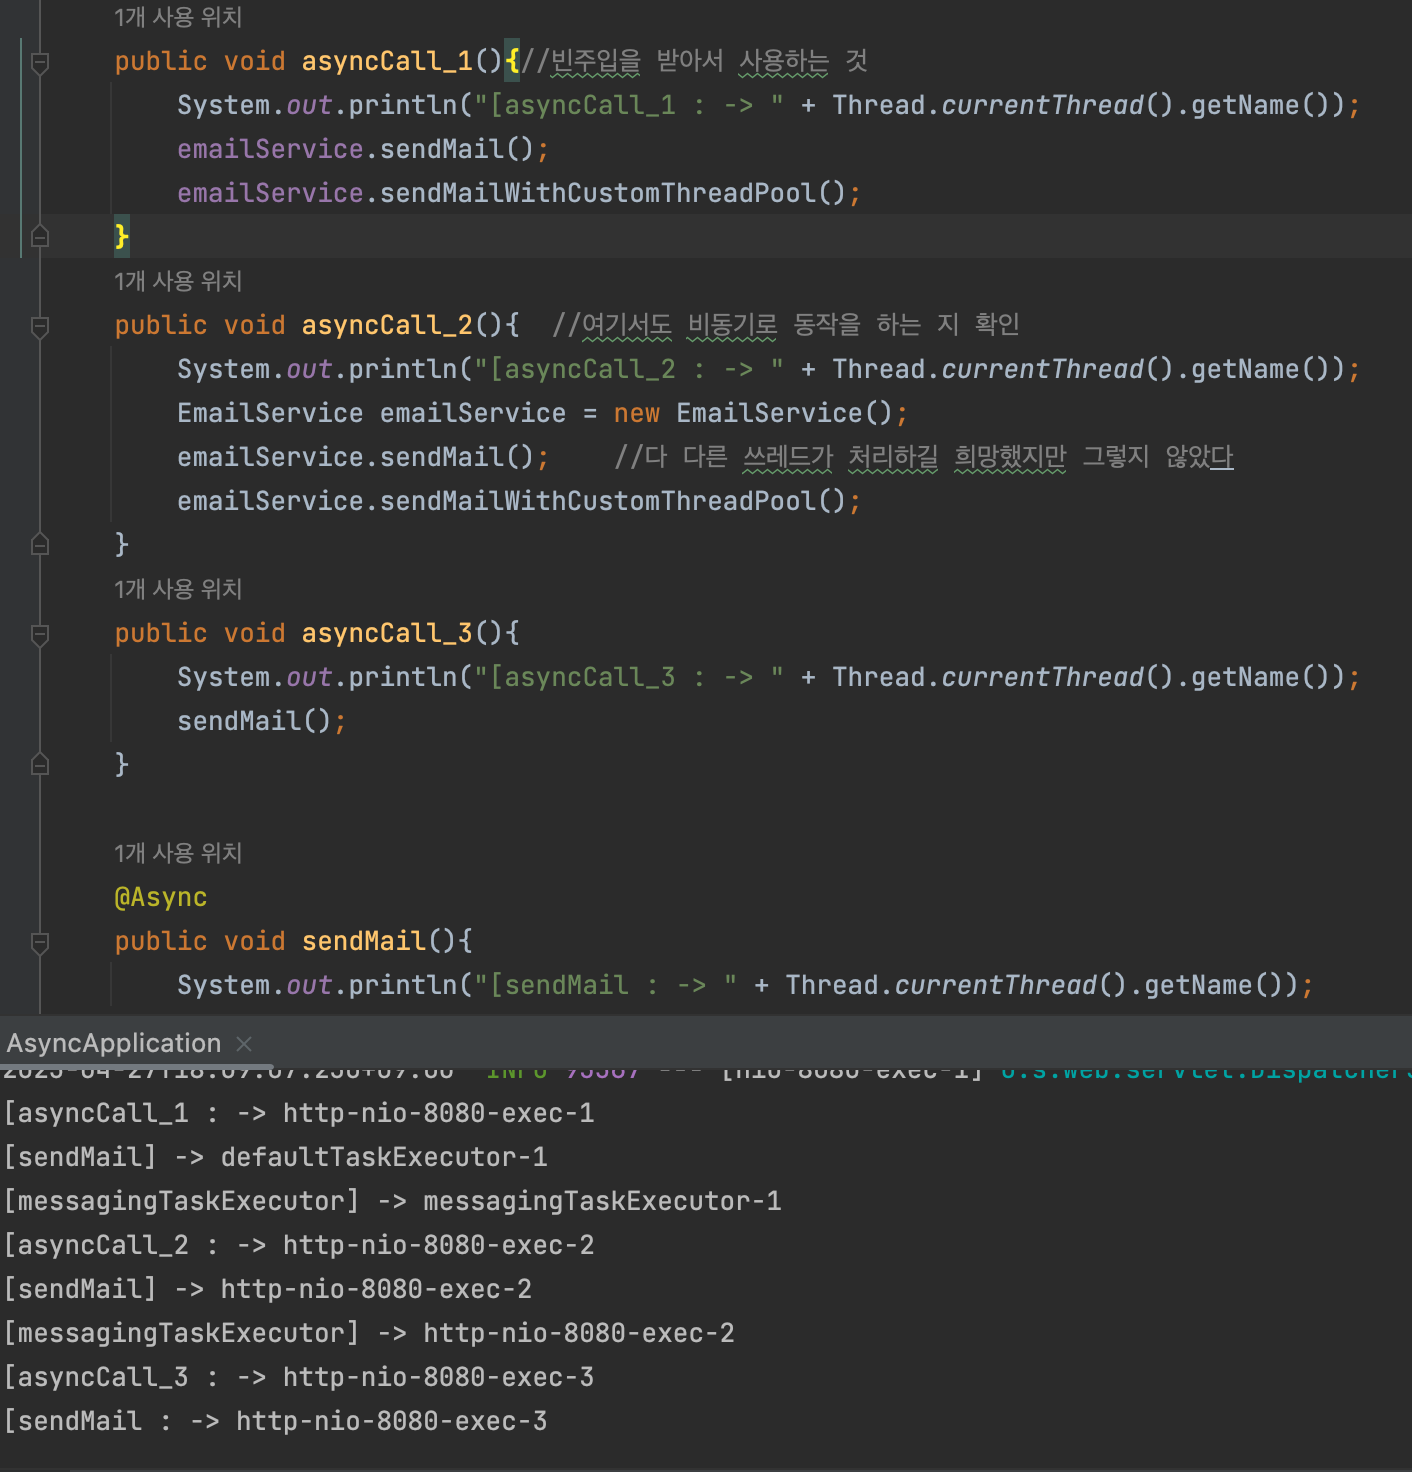 1개 사용 위치
public void asyncCall_1(){//빈주입을 받아서 사용하는 것
System.out.println("[asyncCall_1 : -> " + Thread.currentThread().getName());
emailService.sendMail();
emailService.sendMailWithCustomThreadPool();
}
1개 사용 위치
public void asyncCall_2(){  //여기서도 비동기로 동작을 하는 지 확인
System.out.println("[asyncCall_2 : -> " + Thread.currentThread().getName());
EmailService emailService = new EmailService();
emailService.sendMail();    //다 다른 쓰레드가 처리하길 희망했지만 그렇지 않았다
emailService.sendMailWithCustomThreadPool();
}
1개 사용 위치
public void asyncCall_3(){
System.out.println("[asyncCall_3 : -> " + Thread.currentThread().getName());
sendMail();
}
1개 사용 위치
@Async
public void sendMail(){
System.out.println("[sendMail : -> " + Thread.currentThread().getName());
AsyncApplication
INFO --- [nio-8080-exec-1]
[asyncCall_1 : -> http-nio-8080-exec-1
[sendMail] -> defaultTaskExecutor-1
[messagingTaskExecutor] -> messagingTaskExecutor-1
[asyncCall_2 : -> http-nio-8080-exec-2
[sendMail] -> http-nio-8080-exec-2
[messagingTaskExecutor] -> http-nio-8080-exec-2
[asyncCall_3 : -> http-nio-8080-exec-3
[sendMail : -> http-nio-8080-exec-3